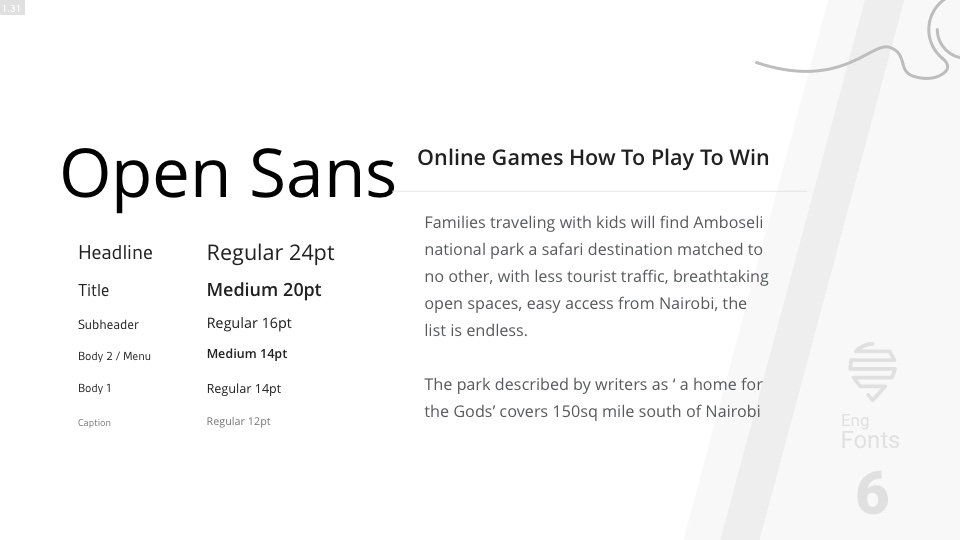 1.31
Open Sans
Headline Regular 24pt
Title Medium 20pt
Subheader Regular 16pt
Body 2 / Menu Medium 14pt
Body 1 Regular 14pt
Caption Regular 12pt
Online Games How To Play To Win
Families traveling with kids will find Amboseli
national park a safari destination matched to
no other, with less tourist traffic, breathtaking
open spaces, easy access from Nairobi, the
list is endless.
The park described by writers as ‘ a home for
the Gods’ covers 150sq mile south of Nairobi
Eng
Fonts
6